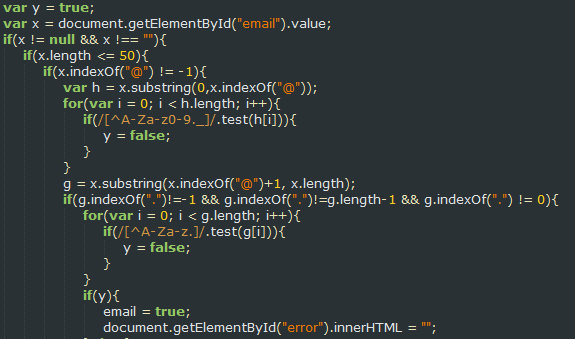 var y = true;
var x = document.getElementById("email").value;
if(x != null && x !== ""){
if(x.length <= 50){
if(x.indexOf("@") != -1){
var h = x.substring(0,x.indexOf("@"));
for(var i = 0; i < h.length; i++){
if(/[^A-Za-z0-9._]/.test(h[i])){
y = false;
}
}
g = x.substring(x.indexOf("@")+1, x.length);
if(g.indexOf(".")!=-1 && g.indexOf(".")!=g.length-1 && g.indexOf(".") != 0){
for(var i = 0; i < g.length; i++){
if(/[^A-Za-z.]/.test(g[i])){
y = false;
}
}
if(y){
email = true;
document.getElementById("error").innerHTML = "";